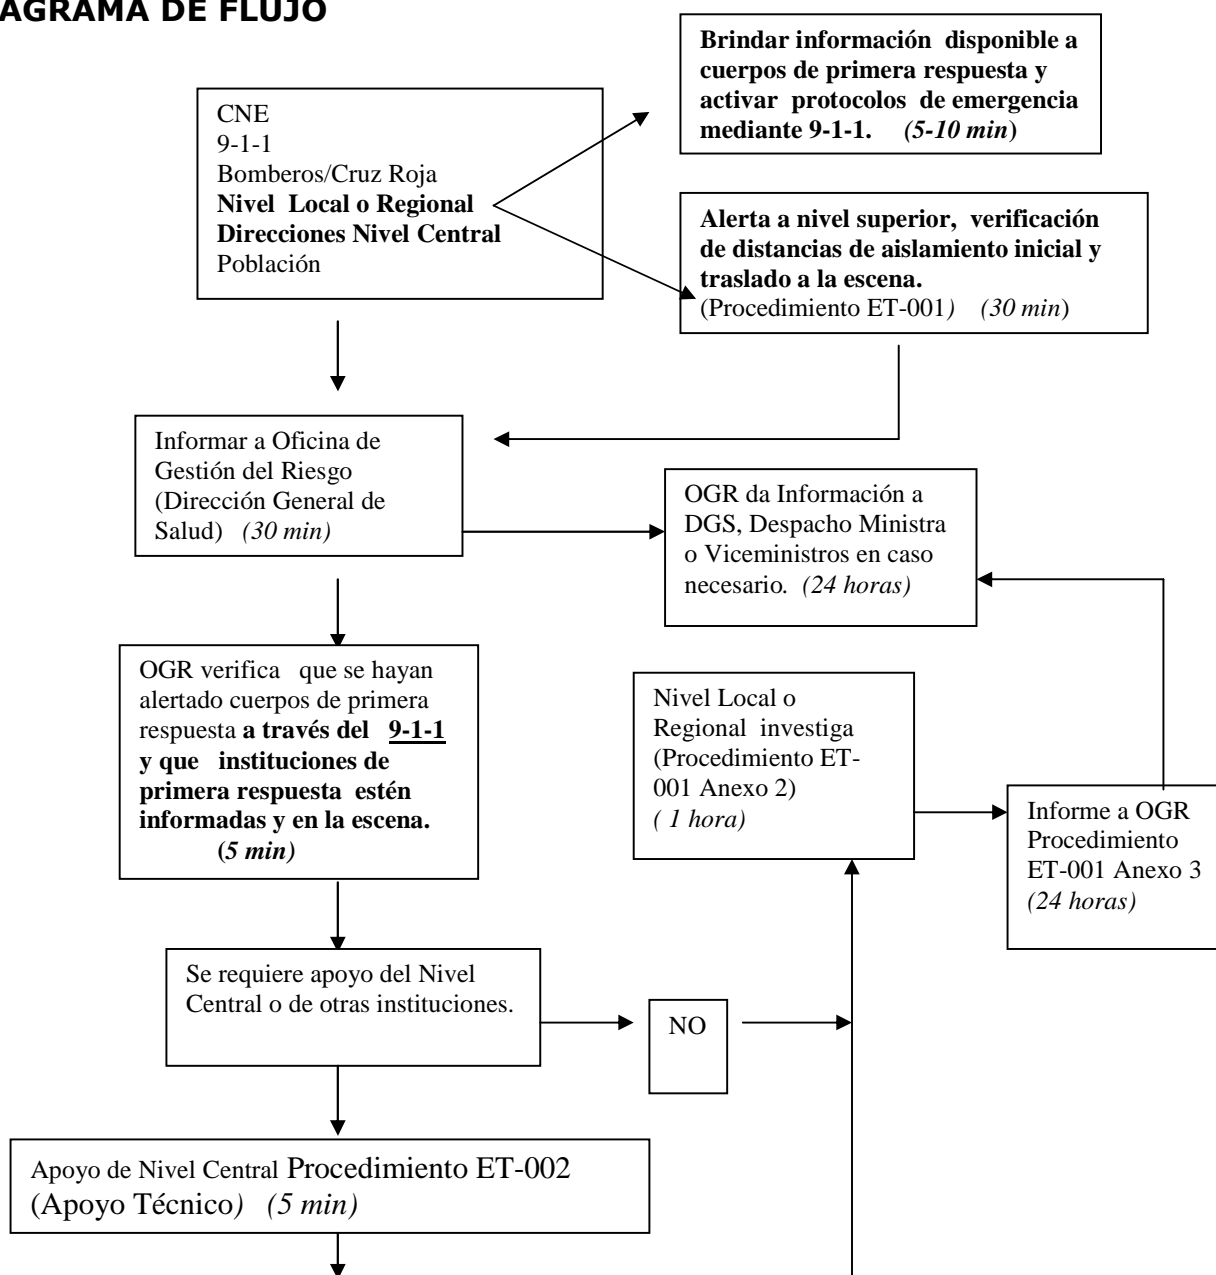 AGRAMA DE FLUJO
Brindar información disponible a
cuerpos de primera respuesta y
activar protocolos de emergencia
mediante 9-1-1. (5-10 min)
CNE
9-1-1
Bomberos/Cruz Roja
Nivel Local o Regional
Direcciones Nivel Central
Población
Alerta a nivel superior, verificación
de distancias de aislamiento inicial y
traslado a la escena.
(Procedimiento ET-001) (30 min)
Informar a Oficina de
Gestión del Riesgo
(Dirección General de
Salud) (30 min)
OGR da Información a
DGS, Despacho Ministra
o Viceministros en caso
necesario. (24 horas)
OGR verifica que se hayan
alertado cuerpos de primera
respuesta a través del 9-1-1
y que instituciones de
primera respuesta estén
informadas y en la escena.
(5 min)
Nivel Local o
Regional investiga
(Procedimiento ET-
001 Anexo 2)
( 1 hora)
Informe a OGR
Procedimiento
ET-001 Anexo 3
(24 horas)
Se requiere apoyo del Nivel
Central o de otras instituciones.
NO
Apoyo de Nivel Central Procedimiento ET-002
(Apoyo Técnico) (5 min)